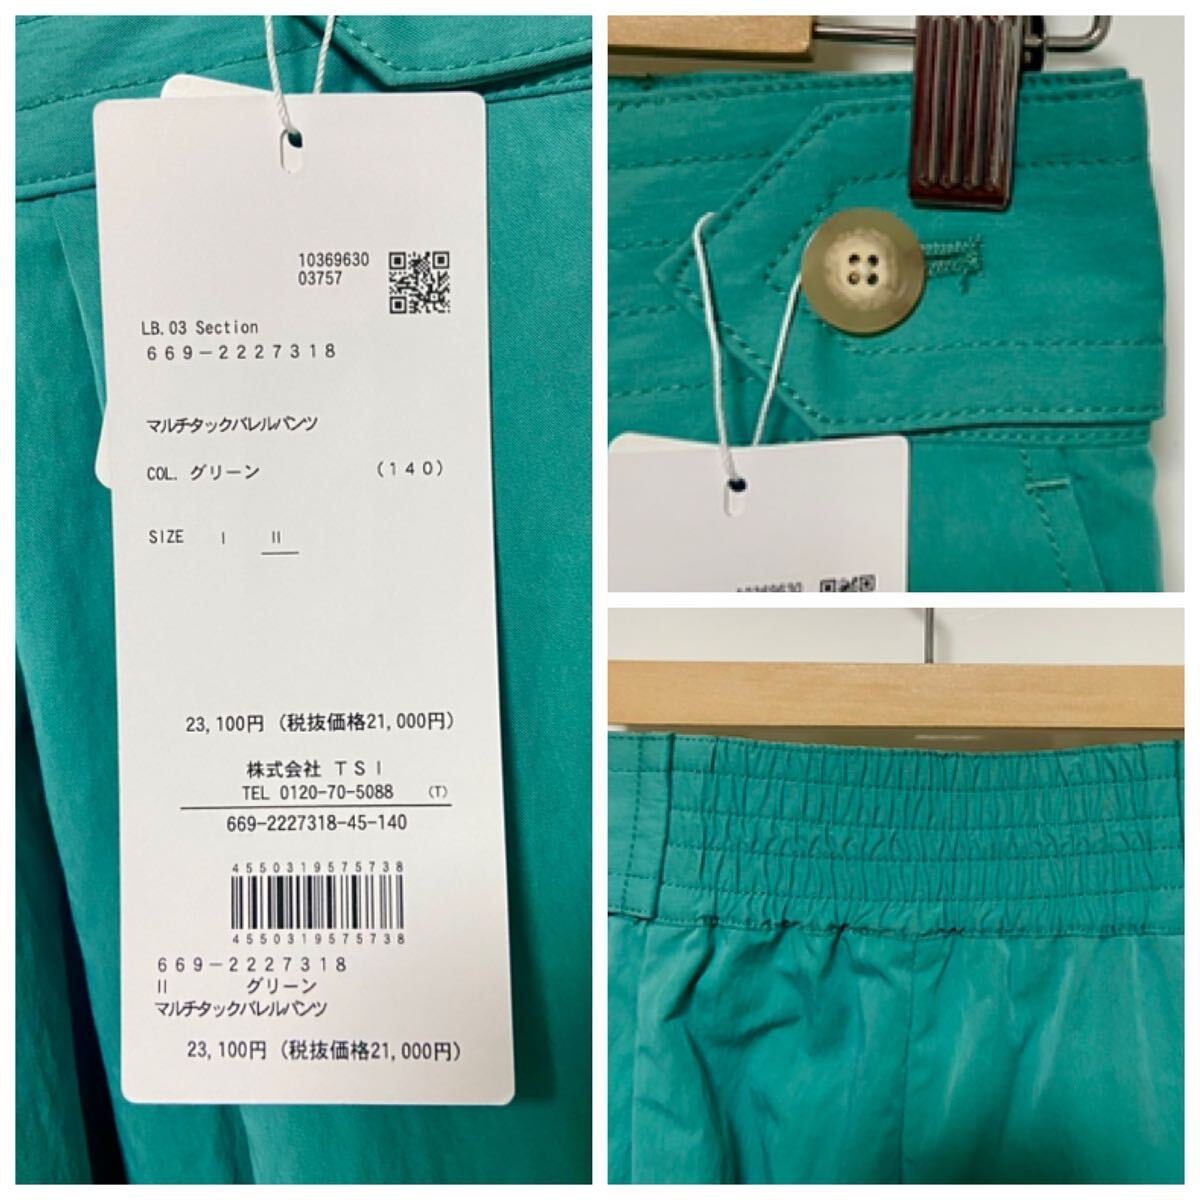 10369630
03757
LB.03 Section
669-2227318
マルチタックバレルパンツ
COL. グリーン (140)
SIZE I II
23,100円 (税抜価格21,000円)
株式会社 TSI
TEL 0120-70-5088 (T)
669-2227318-45-140
4550319575738
4550319575738
669-2227318
II グリーン
マルチタックバレルパンツ
23,100円 (税抜価格21,000円)
10369630